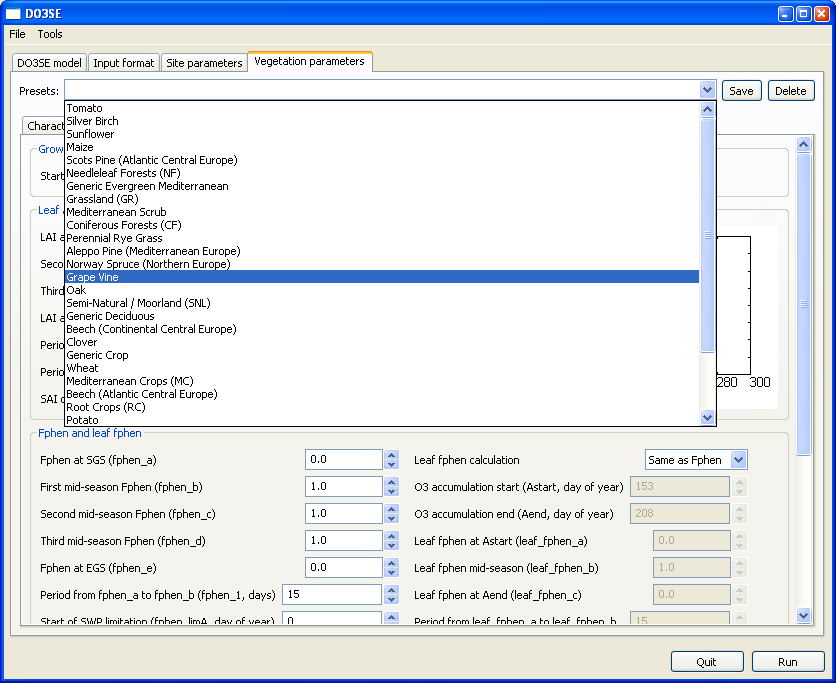 DO3SE
File Tools
DO3SE model Input format Site parameters Vegetation parameters
Presets: Save Delete
Tomato
Silver Birch
Sunflower
Maize
Scots Pine (Atlantic Central Europe)
Needleleaf Forests (NF)
Generic Evergreen Mediterranean
Grassland (GR)
Mediterranean Scrub
Coniferous Forests (CF)
Perennial Rye Grass
Aleppo Pine (Mediterranean Europe)
Norway Spruce (Northern Europe)
Grape Vine
Oak
Semi-Natural / Moorland (SNL)
Generic Deciduous
Beech (Continental Central Europe)
Clover
Generic Crop
Wheat
Mediterranean Crops (MC)
Beech (Atlantic Central Europe)
Root Crops (RC)
Potato
Charact
Grow
Start
Leaf
LAI a
Seco
Third
LAI a
Perio
Perio
SAI
280 300
Fphen and leaf fphen
Fphen at SGS (fphen_a) 0.0 Leaf fphen calculation Same as Fphen
First mid-season Fphen (fphen_b) 1.0 O3 accumulation start (Astart, day of year) 153
Second mid-season Fphen (fphen_c) 1.0 O3 accumulation end (Aend, day of year) 208
Third mid-season Fphen (fphen_d) 1.0 Leaf fphen at Astart (leaf_fphen_a) 0.0
Fphen at EGS (fphen_e) 0.0 Leaf fphen mid-season (leaf_fphen_b) 1.0
Period from fphen_a to fphen_b (fphen_1, days) 15 Leaf fphen at Aend (leaf_fphen_c) 0.0
Start of SWP limitation (fphen_limA, day of year) 0 Period from leaf_fphen_a to leaf_fphen_b 15
Quit Run